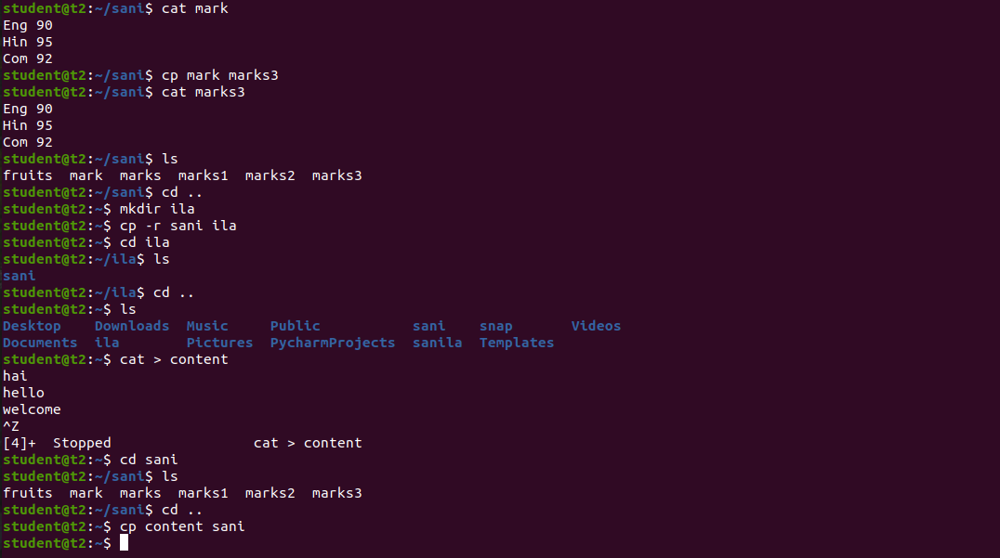 student@t2:~/sani$ cat mark
Eng 90
Hin 95
Com 92
student@t2:~/sani$ cp mark marks3
student@t2:~/sani$ cat marks3
Eng 90
Hin 95
Com 92
student@t2:~/sani$ ls
fruits  mark  marks  marks1  marks2  marks3
student@t2:~/sani$ cd ..
student@t2:~$ mkdir ila
student@t2:~$ cp -r sani ila
student@t2:~$ cd ila
student@t2:~/ila$ ls
sani
student@t2:~/ila$ cd ..
student@t2:~$ ls
Desktop    Downloads  Music     Public           sani    snap       Videos
Documents  ila        Pictures  PycharmProjects  sanila  Templates
student@t2:~$ cat > content
hai
hello
welcome
^Z
[4]+  Stopped                 cat > content
student@t2:~$ cd sani
student@t2:~/sani$ ls
fruits  mark  marks  marks1  marks2  marks3
student@t2:~/sani$ cd ..
student@t2:~$ cp content sani
student@t2:~$